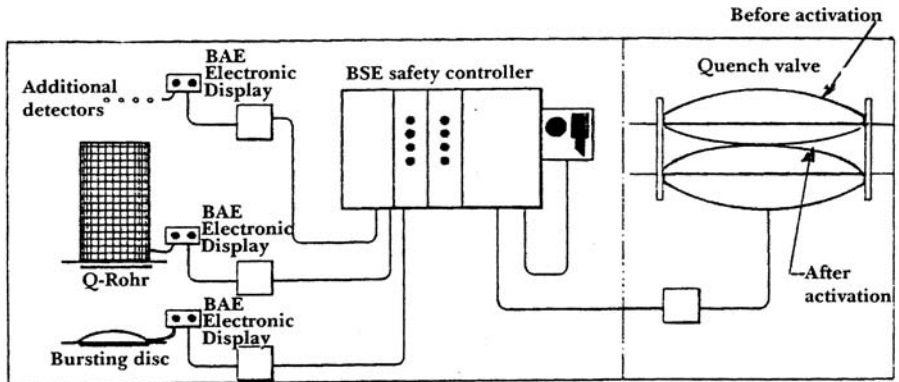 Before activation
BAE
Electronic
Display
Additional
detectors
BSE safety controller
Quench valve
BAE
Electronic
Display
Q-Rohr
After
activation
BAE
Electronic
Display
Bursting disc